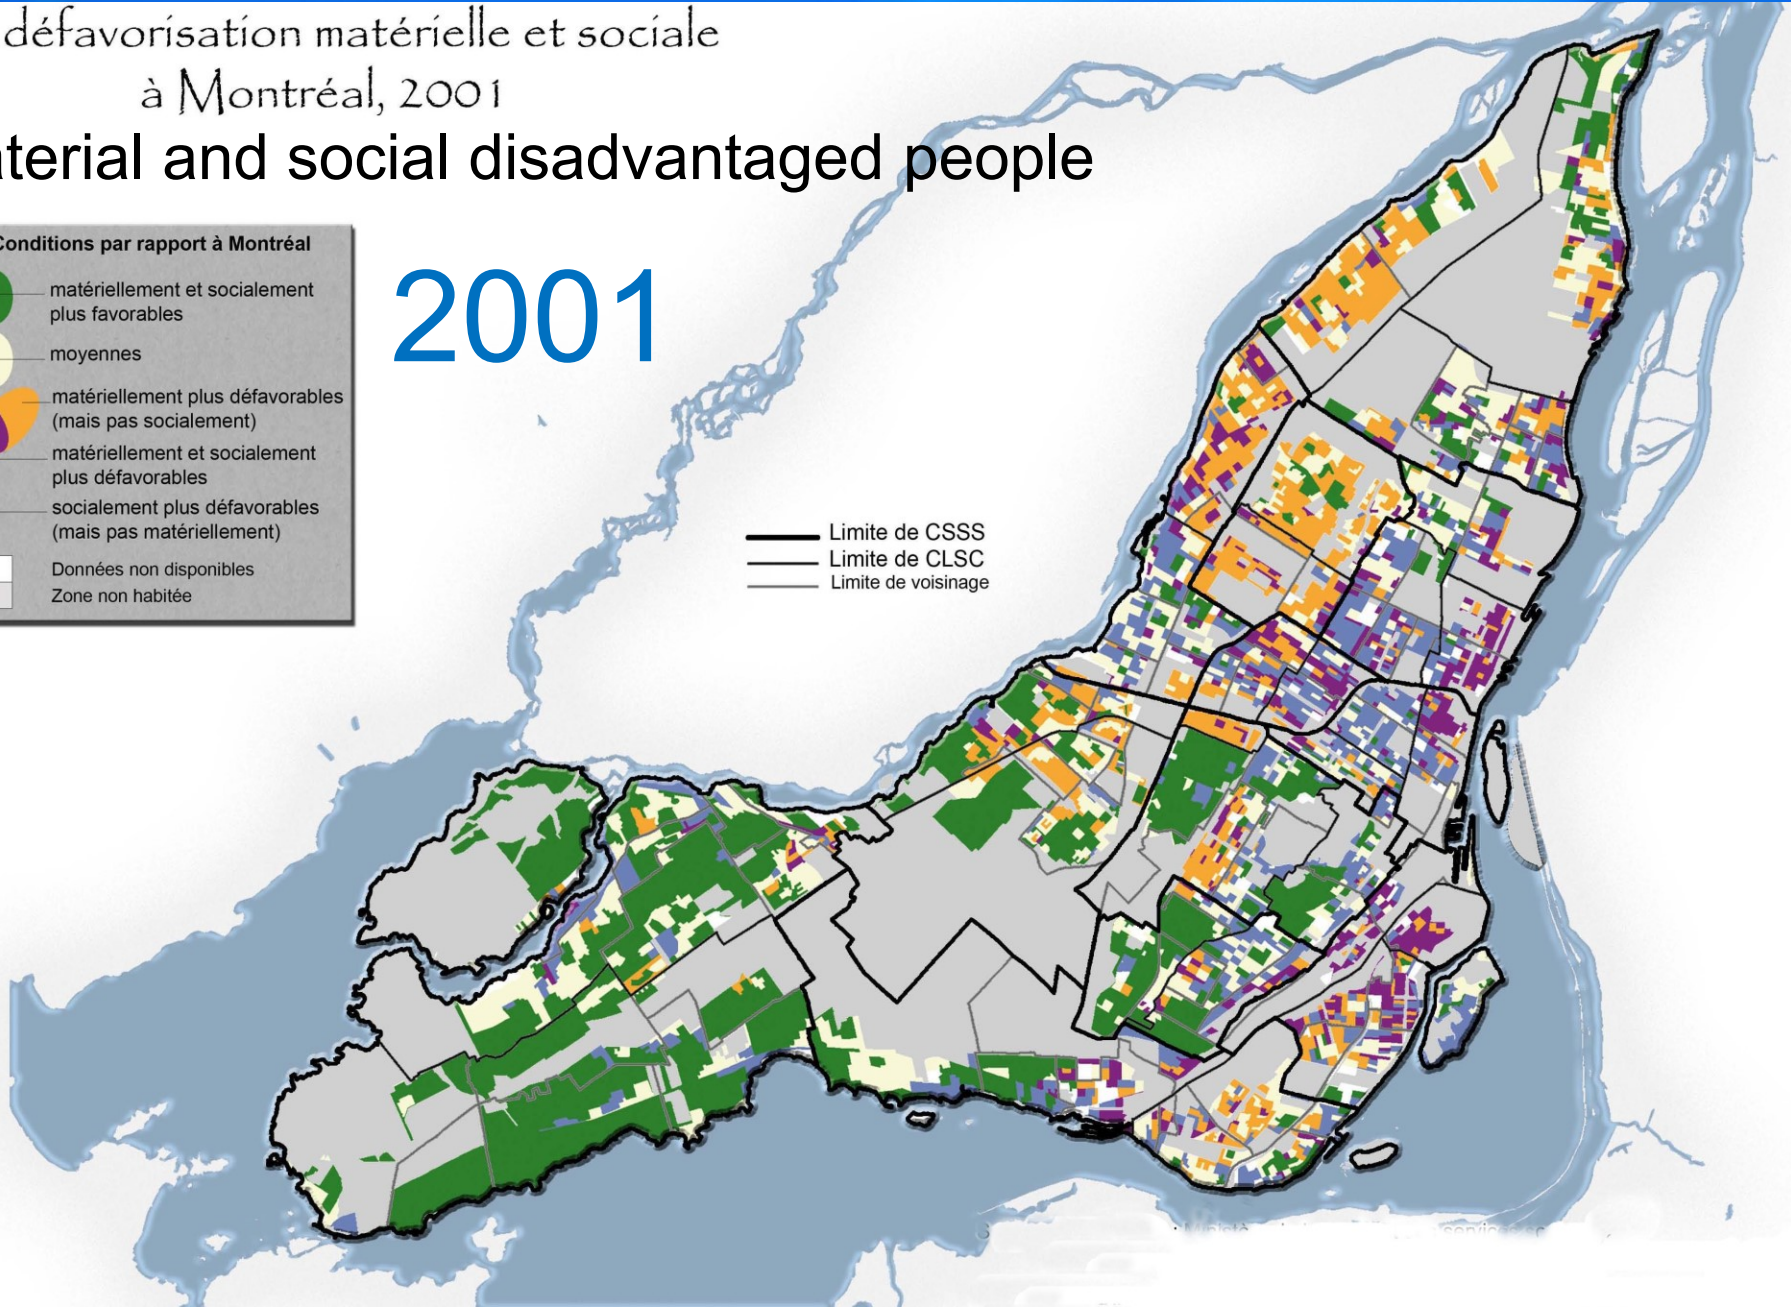 défavorisation matérielle et sociale
à Montréal, 2001
aterial and social disadvantaged people
Conditions par rapport à Montréal
matériellement et socialement
plus favorables
moyennes
matériellement plus défavorables
(mais pas socialement)
matériellement et socialement
plus défavorables
socialement plus défavorables
(mais pas matériellement)
Données non disponibles
Zone non habitée
2001
Limite de CSSS
Limite de CLSC
Limite de voisinage